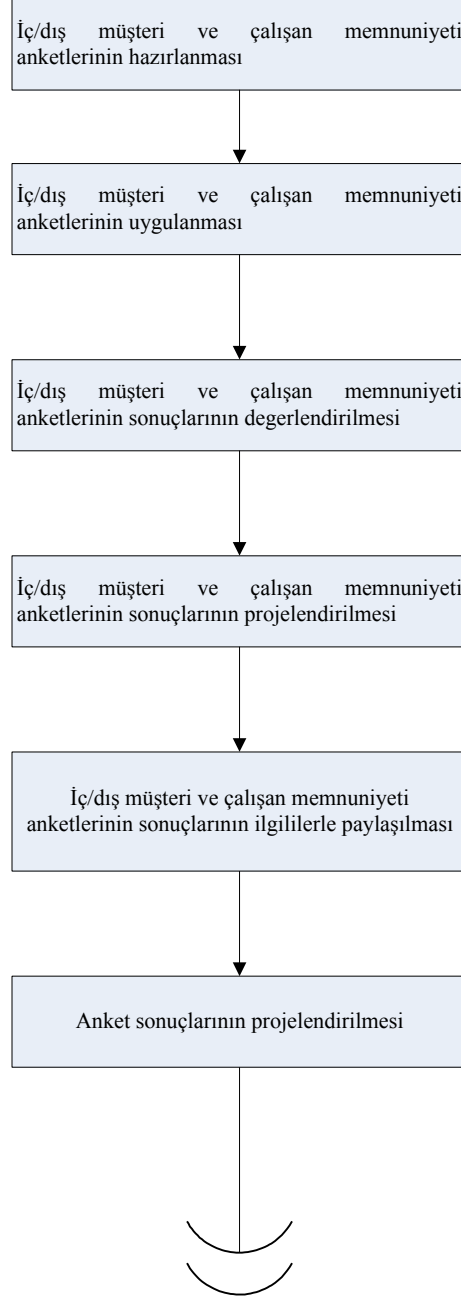 İç/dış müşteri ve çalışan memnuniyeti
anketlerinin hazırlanması
İç/dış müşteri ve çalışan memnuniyeti
anketlerinin uygulanması
İç/dış müşteri ve çalışan memnuniyeti
anketlerinin sonuçlarının degerlendirilmesi
İç/dış müşteri ve çalışan memnuniyeti
anketlerinin sonuçlarının projelendirilmesi
İç/dış müşteri ve çalışan memnuniyeti
anketlerinin sonuçlarının ilgililerle paylaşılması
Anket sonuçlarının projelendirilmesi